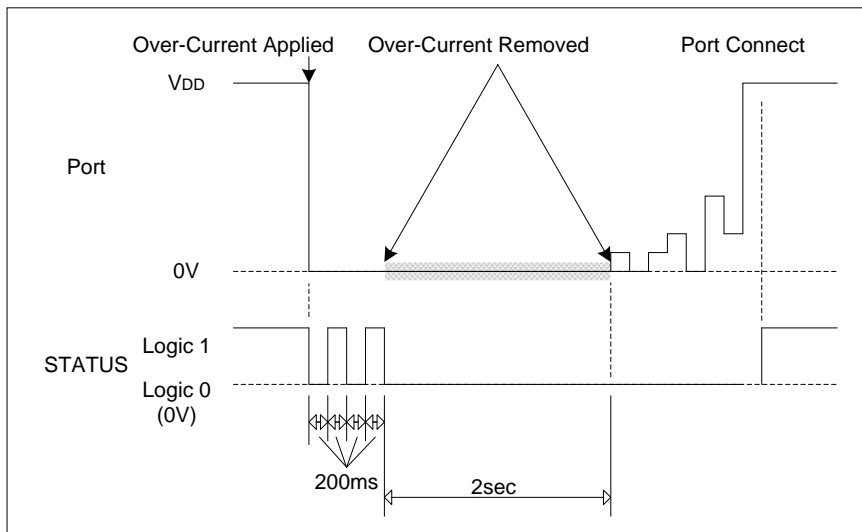 Over-Current Applied
Over-Current Removed
Port Connect
VDD
Port
0V
STATUS
Logic 1
Logic 0
(0V)
200ms
2sec